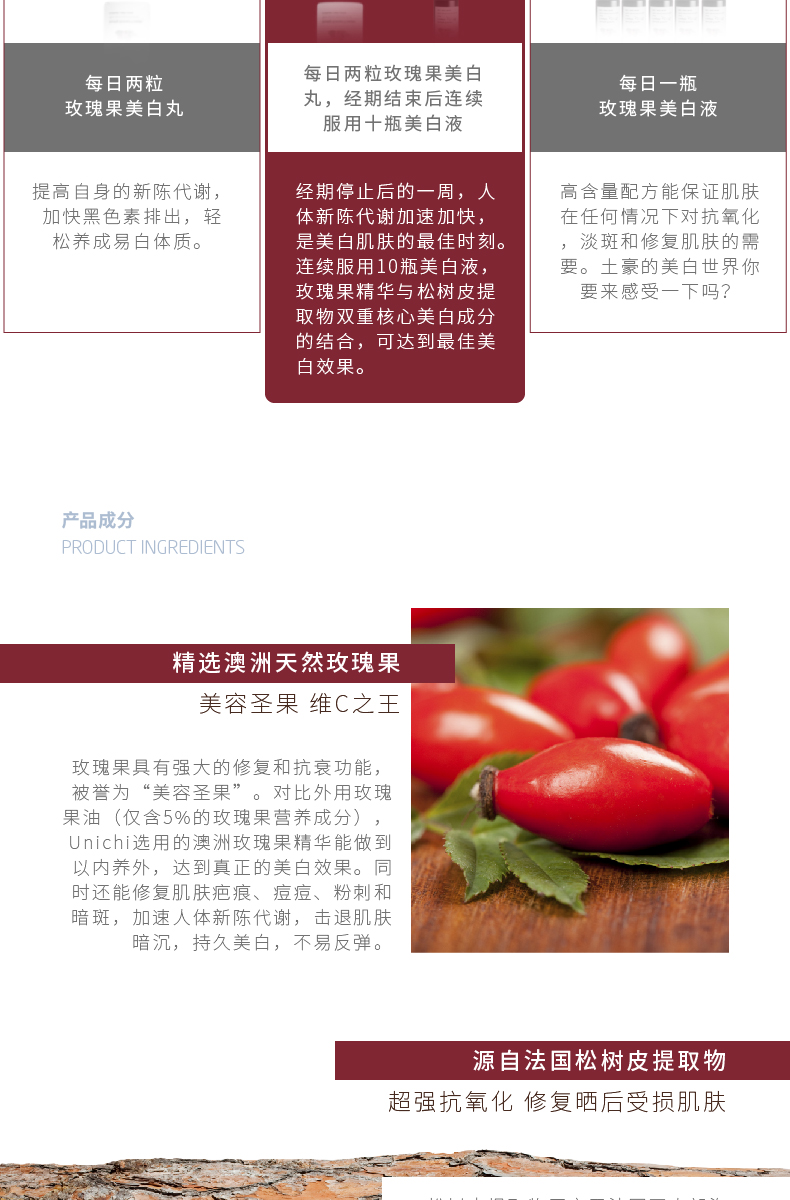 每日两粒
玫瑰果美白丸
提高自身的新陈代谢，
加快黑色素排出，轻
松养成易白体质。
每日两粒玫瑰果美白
丸，经期结束后连续
服用十瓶美白液
经期停止后的一周，人
体新陈代谢加速加快，
是美白肌肤的最佳时刻。
连续服用10瓶美白液，
玫瑰果精华与松树皮提
取物双重核心美白成分
的结合，可达到最佳美
白效果。
每日一瓶
玫瑰果美白液
高含量配方能保证肌肤
在任何情况下对抗氧化
，淡斑和修复肌肤的需
要。土豪的美白世界你
要来感受一下吗？
产品成分
PRODUCT INGREDIENTS
精选澳洲天然玫瑰果
美容圣果 维C之王
玫瑰果具有强大的修复和抗衰功能，
被誉为“美容圣果”。对比外用玫瑰
果油（仅含5%的玫瑰果营养成分），
Unichi选用的澳洲玫瑰果精华能做到
以内养外，达到真正的美白效果。同
时还能修复肌肤疤痕、痘痘、粉刺和
暗斑，加速人体新陈代谢，击退肌肤
暗沉，持久美白，不易反弹。
源自法国松树皮提取物
超强抗氧化 修复晒后受损肌肤